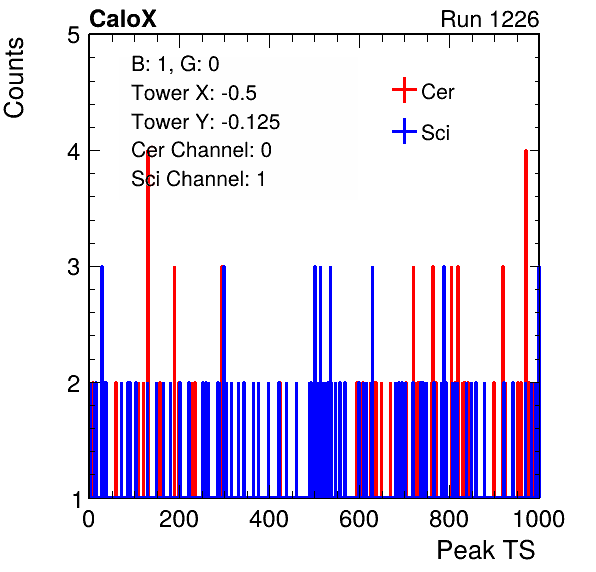 CaloX Run 1226
Counts
5
B: 1, G: 0
Tower X: -0.5
Tower Y: -0.125
Cer Channel: 0
Sci Channel: 1
Cer
Sci
4
3
2
1
0 200 400 600 800 1000
Peak TS